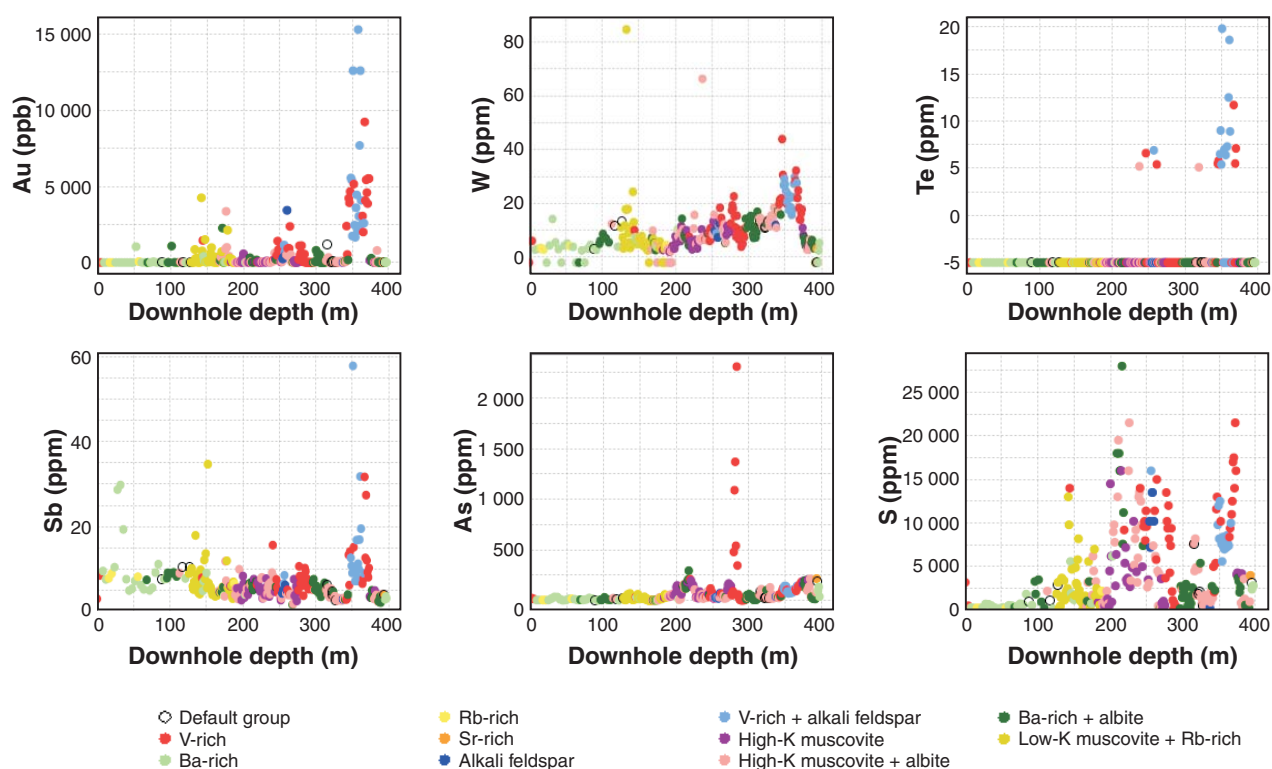 15 000
10 000
5 000
0
Au (ppb)
0 100 200 300 400
Downhole depth (m)
80
60
40
20
0
W (ppm)
0 100 200 300 400
Downhole depth (m)
20
15
10
5
0
-5
Te (ppm)
0 100 200 300 400
Downhole depth (m)
60
40
20
0
Sb (ppm)
0 100 200 300 400
Downhole depth (m)
2 000
1 500
1 000
500
0
As (ppm)
0 100 200 300 400
Downhole depth (m)
25 000
20 000
15 000
10 000
5 000
0
S (ppm)
0 100 200 300 400
Downhole depth (m)
Default group
V-rich
Ba-rich
Rb-rich
Sr-rich
Alkali feldspar
V-rich + alkali feldspar
High-K muscovite
High-K muscovite + albite
Ba-rich + albite
Low-K muscovite + Rb-rich